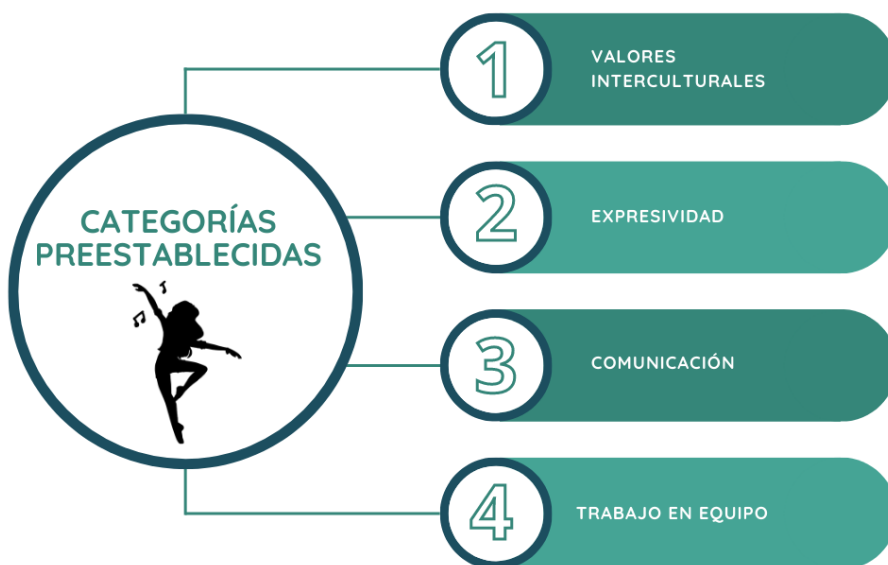 CATEGORÍAS
PREESTABLECIDAS
1
VALORES
INTERCULTURALES
2
EXPRESIVIDAD
3
COMUNICACIÓN
4
TRABAJO EN EQUIPO